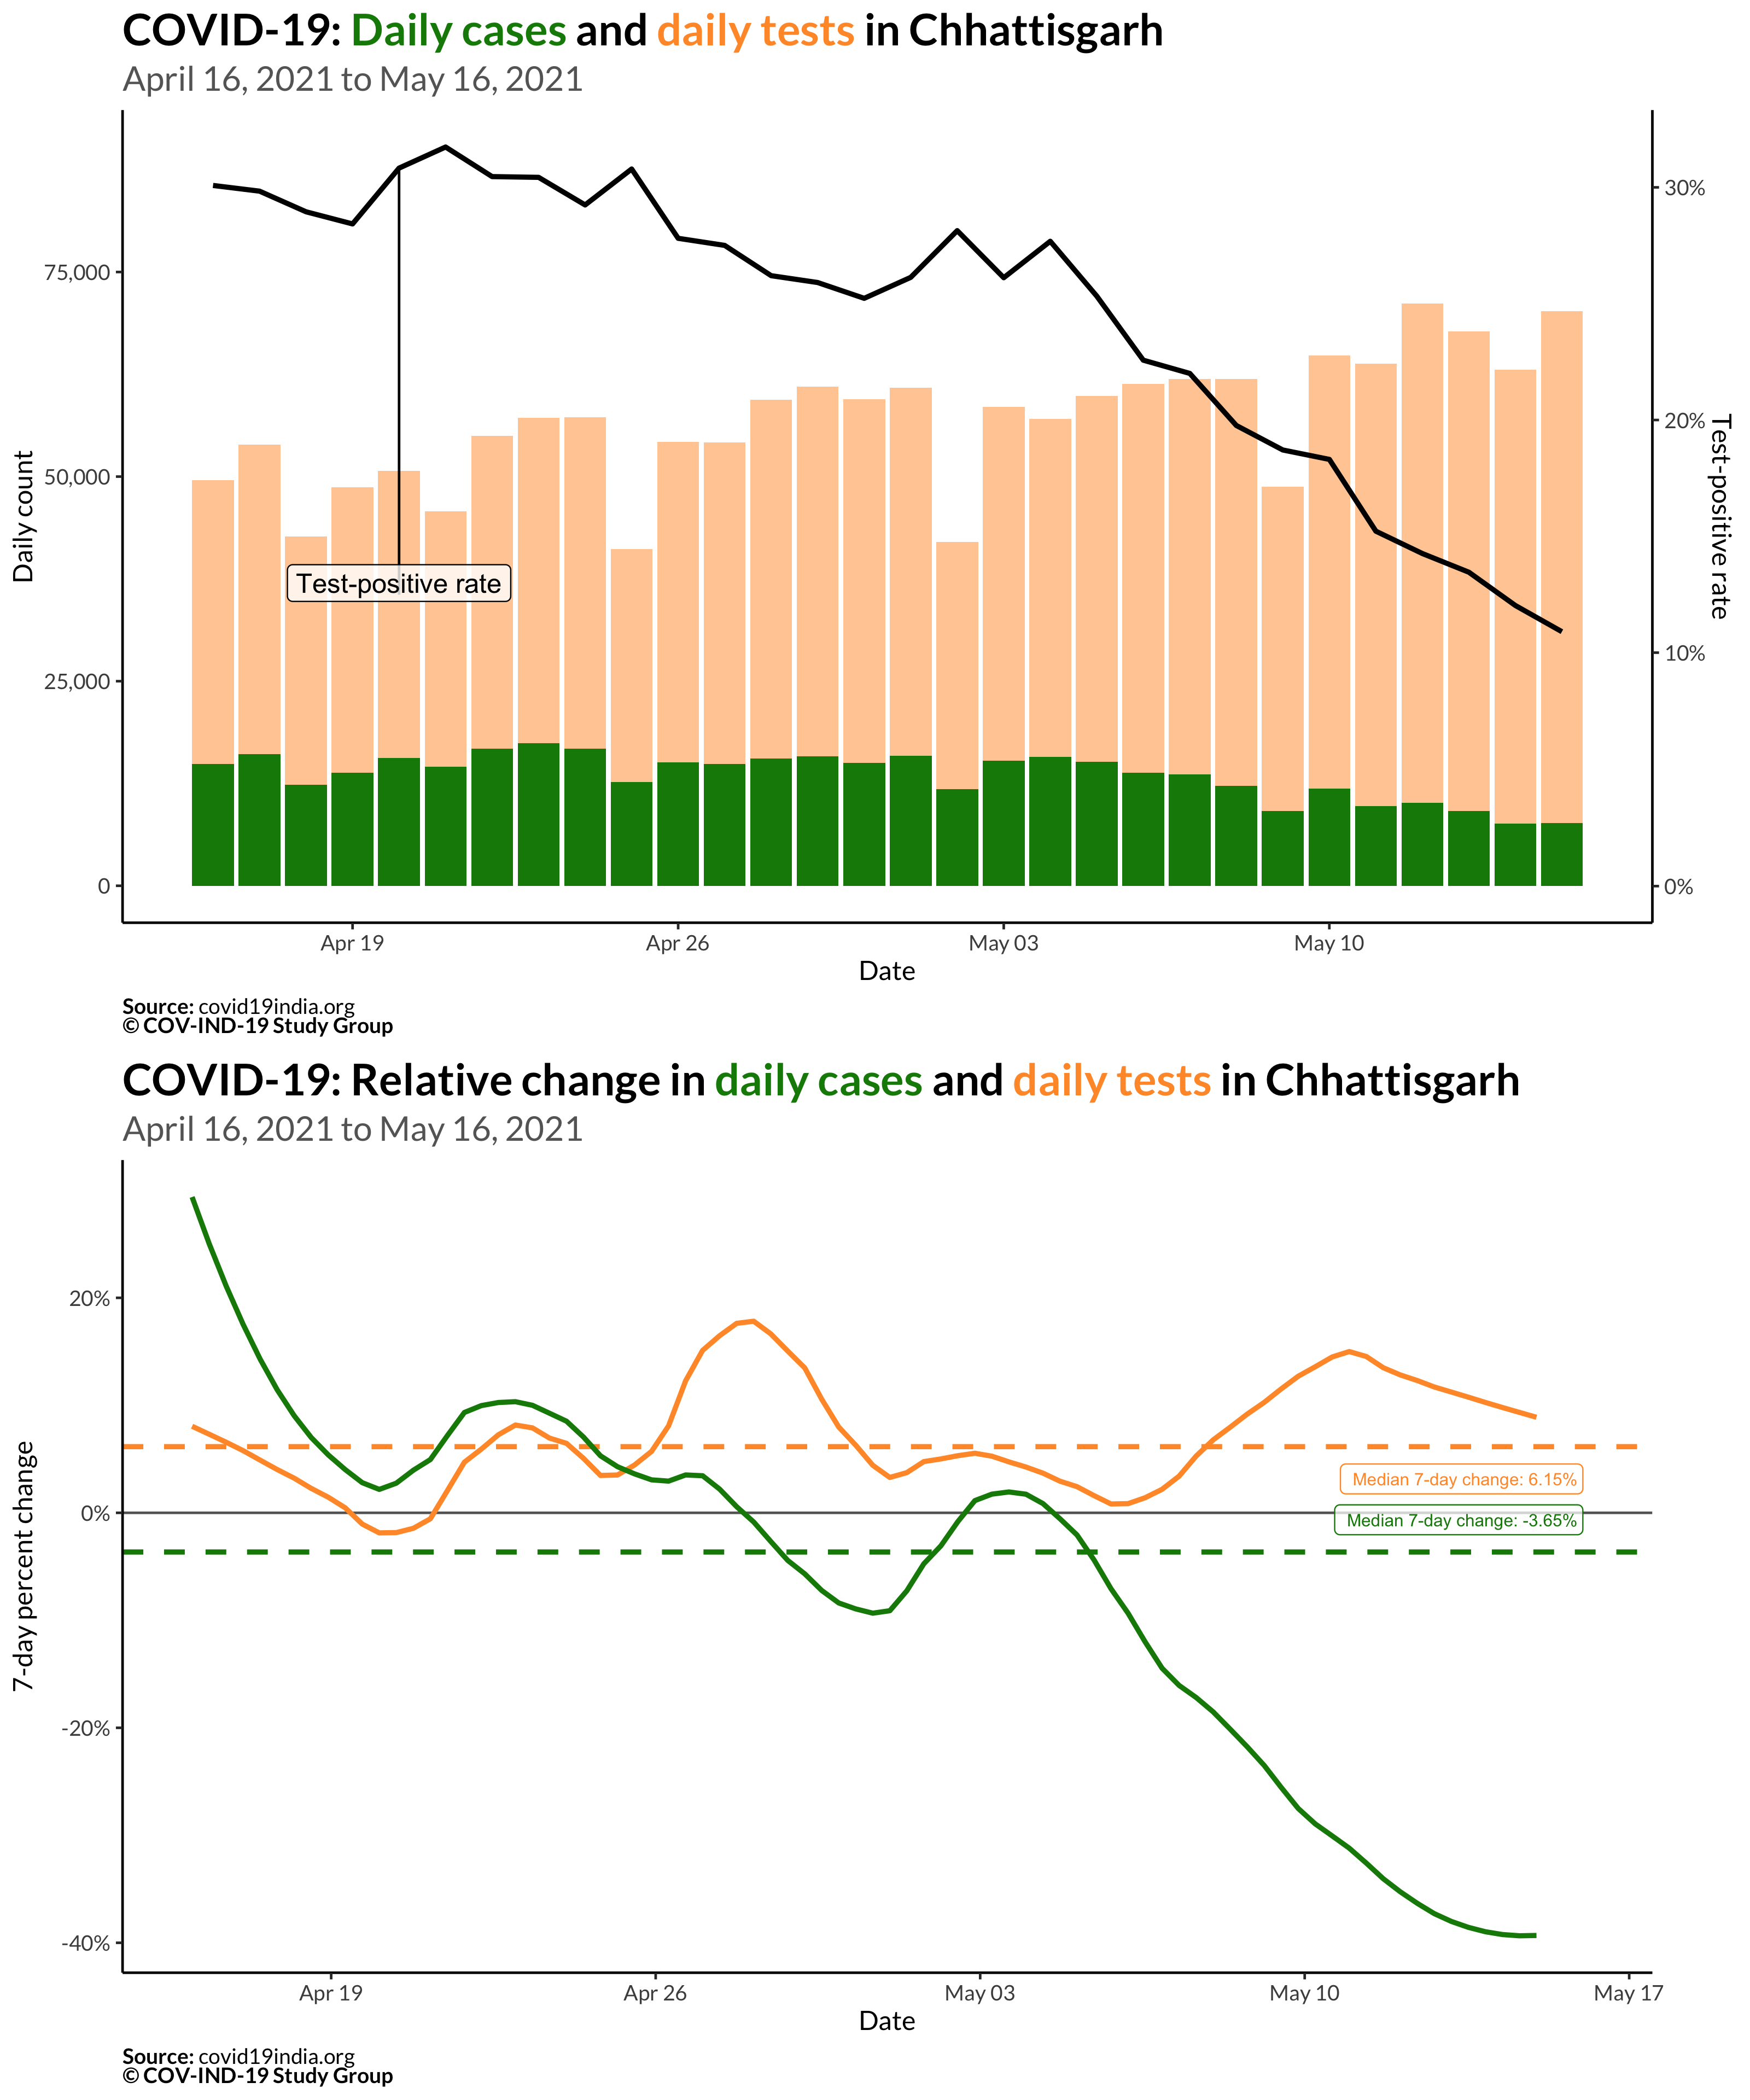 COVID-19: Daily cases and daily tests in Chhattisgarh
April 16, 2021 to May 16, 2021
Daily count
75,000
50,000
25,000
0
30%
20%
10%
0%
Test-positive rate
Test-positive rate
Apr 19
Apr 26
May 03
May 10
Date
Source: covid19india.org
© COV-IND-19 Study Group
COVID-19: Relative change in daily cases and daily tests in Chhattisgarh
April 16, 2021 to May 16, 2021
7-day percent change
20%
0%
-20%
-40%
Median 7-day change: 6.15%
Median 7-day change: -3.65%
Apr 19
Apr 26
May 03
May 10
May 17
Date
Source: covid19india.org
© COV-IND-19 Study Group